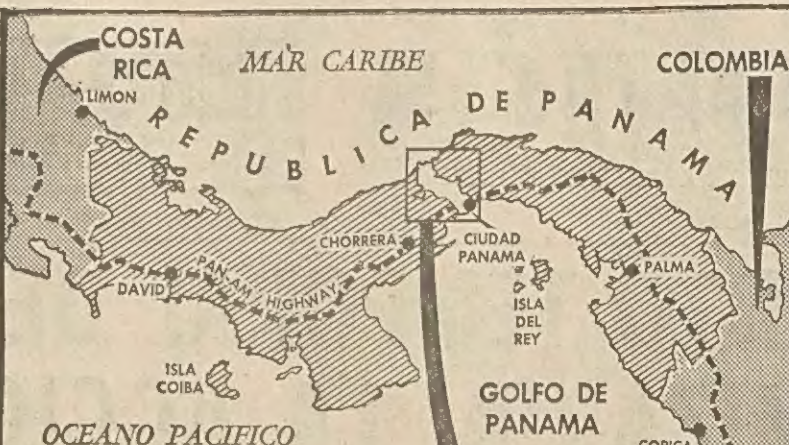 COSTA
RICA
MAR CARIBE
COLOMBIA
LIMON
REPUBLICA DE PANAMA
CHORRERA
CIUDAD
PANAMA
PALMA
DAVID
PAN-AM HIGHWAY
ISLA
DEL
REY
ISLA
COIBA
GOLFO DE
PANAMA
OCEANO PACIFICO